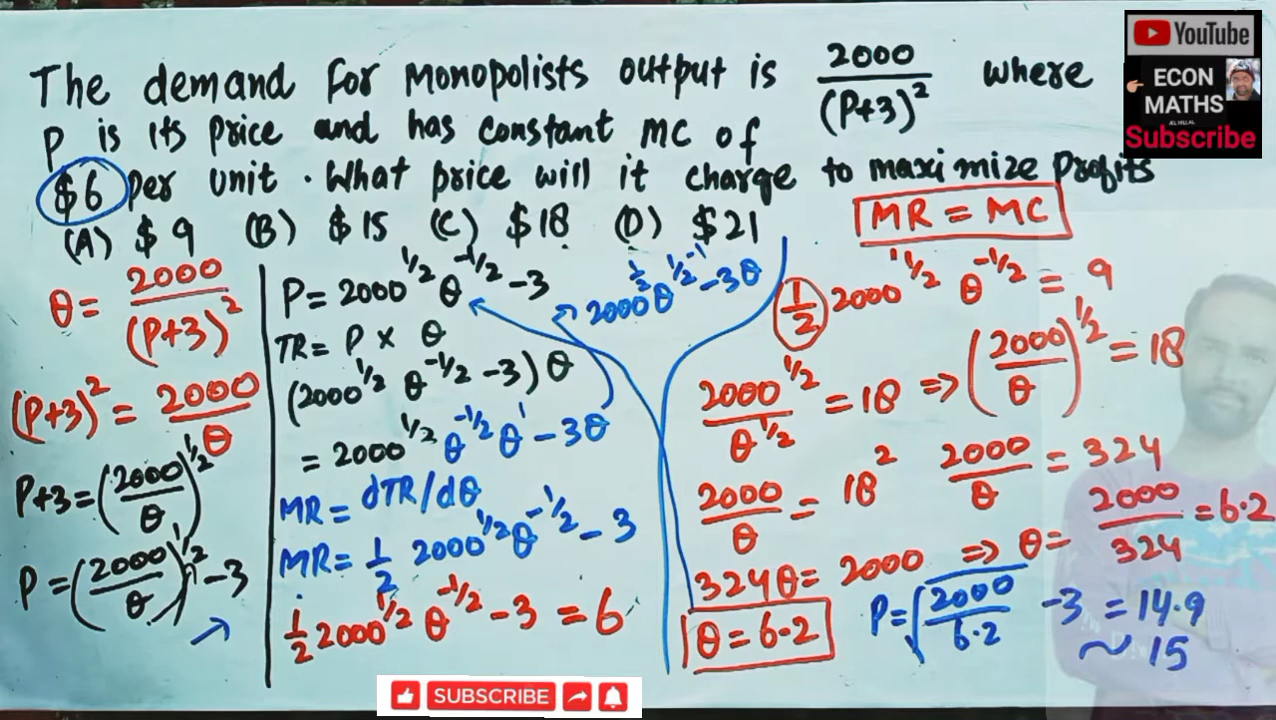 The demand for Monopolists output is 2000/(P+3)² where
P is its price and has constant MC of
$6 per unit. What price will it charge to maximize profits
(A) $9 (B) $15 (C) $18 (D) $21
YouTube
ECON
MATHS
Subscribe
MR = MC
θ = 2000/(P+3)²
(P+3)² = 2000/θ
P+3 = (2000/θ)^1/2
P = (2000/θ)^1/2 -3
P = 2000^1/2 θ^-1/2 -3
TR = P x θ
(2000^1/2 θ^-1/2 -3) θ
= 2000^1/2 θ^-1/2 θ^1 - 3θ
2000^1/2 θ^1/2-1 -3θ
MR = dTR/dθ
MR = 1/2 2000^1/2 θ^-1/2 - 3
1/2 2000^1/2 θ^-1/2 - 3 = 6
1/2 2000^1/2 θ^-1/2 = 9
2000^1/2/θ^1/2 = 18 => (2000/θ)^1/2 = 18
2000/θ = 18² 2000/θ = 324
324θ = 2000 => θ = 2000/324 = 6.2
θ = 6.2
P = √2000/6.2 -3 = 14.9
~ 15
SUBSCRIBE